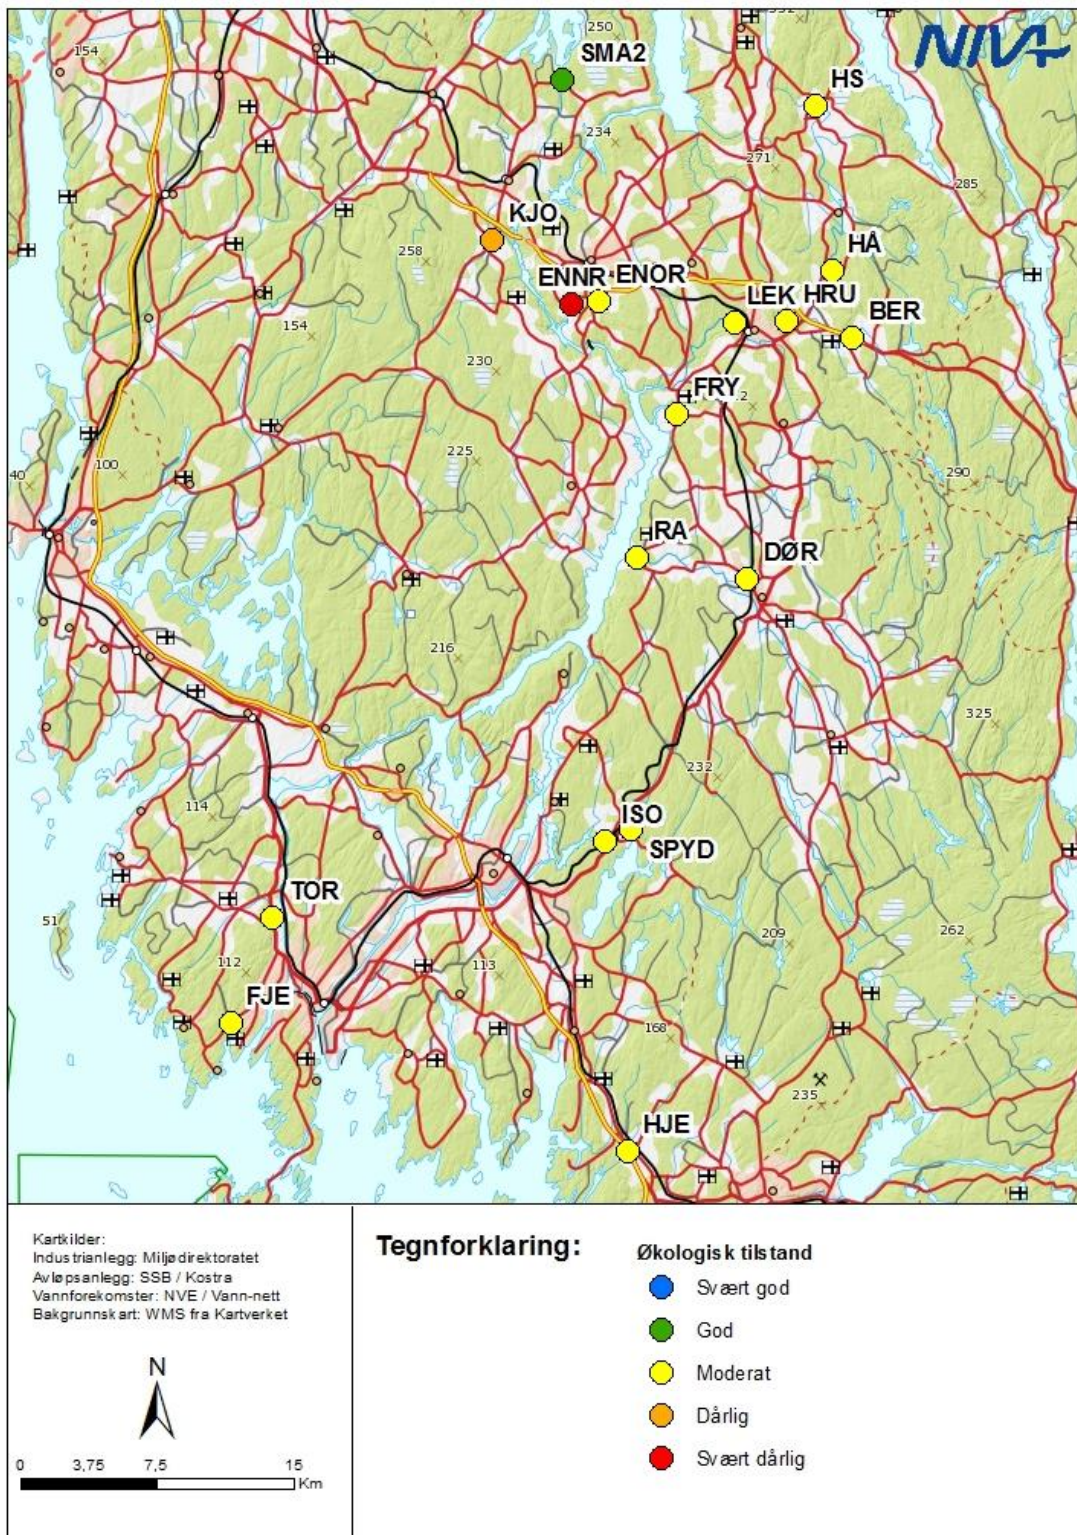 250
332
NIVA
154
SMA2
HS
234
271
285
KJO
258
HÅ
ENNR
ENOR
LEK
HRU
BER
154
230
FRY
2
225
100
290
40
RA
DØR
216
325
232
114
ISO
SPYD
TOR
51
209
262
112
113
FJE
168
235
HJE
Kartkilder:
Industrianlegg: Miljødirektoratet
Avløpsanlegg: SSB / Kostra
Vannforekomster: NVE / Vann-nett
Bakgrunnskart: WMS fra Kartverket
N
0 3,75 7,5 15
Km
Tegnforklaring:
Økologisk tilstand
Svært god
God
Moderat
Dårlig
Svært dårlig